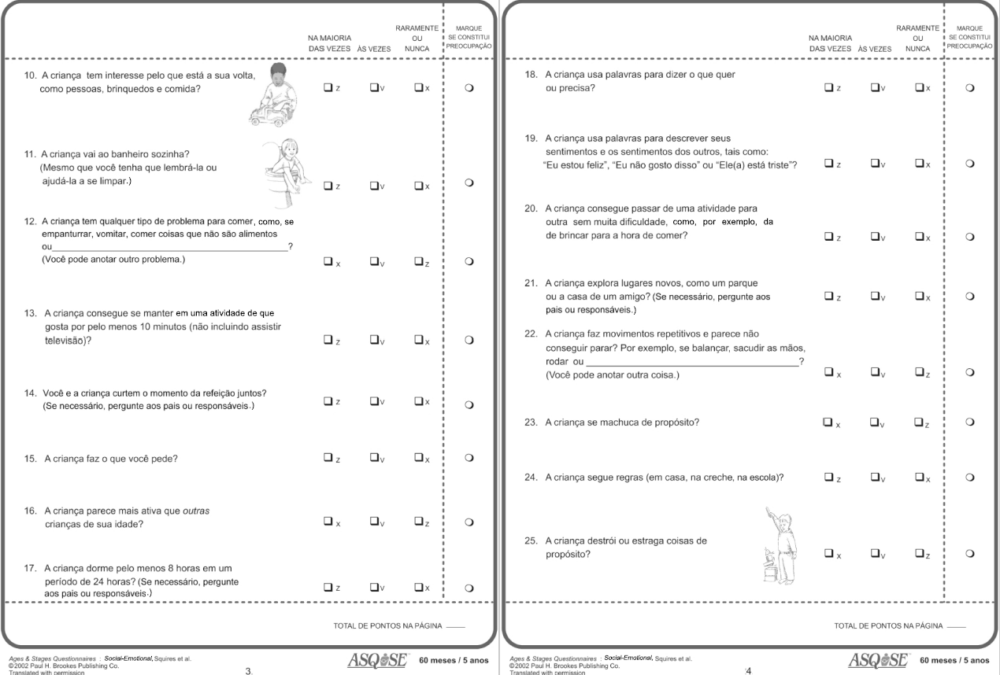 NA MAIORIA
DAS VEZES
ÀS VEZES
RARAMENTE
OU
NUNCA
MARQUE
SE CONSTITUI
PREOCUPAÇÃO
10. A criança tem interesse pelo que está a sua volta,
como pessoas, brinquedos e comida?
Z V X
11. A criança vai ao banheiro sozinha?
(Mesmo que você tenha que lembrá-la ou
ajudá-la a se limpar.)
Z V X
12. A criança tem qualquer tipo de problema para comer, como, se
empanturrar, vomitar, comer coisas que não são alimentos
ou ?
(Você pode anotar outro problema.)
X V Z
13. A criança consegue se manter em uma atividade de que
gosta por pelo menos 10 minutos (não incluindo assistir
televisão)?
Z V X
14. Você e a criança curtem o momento da refeição juntos?
(Se necessário, pergunte aos pais ou responsáveis.)
Z V X
15. A criança faz o que você pede?
Z V X
16. A criança parece mais ativa que outras
crianças de sua idade?
X V Z
17. A criança dorme pelo menos 8 horas em um
período de 24 horas? (Se necessário, pergunte
aos pais ou responsáveis.)
Z V X
TOTAL DE PONTOS NA PÁGINA
Ages & Stages Questionnaires : Social-Emotional, Squires et al.
©2002 Paul H. Brookes Publishing Co.
Translated with permission
3.
ASQ SE 60 meses / 5 anos
NA MAIORIA
DAS VEZES
ÀS VEZES
RARAMENTE
OU
NUNCA
MARQUE
SE CONSTITUI
PREOCUPAÇÃO
18. A criança usa palavras para dizer o que quer
ou precisa?
Z V X
19. A criança usa palavras para descrever seus
sentimentos e os sentimentos dos outros, tais como:
“Eu estou feliz”, “Eu não gosto disso” ou “Ele(a) está triste”?
Z V X
20. A criança consegue passar de uma atividade para
outra sem muita dificuldade, como, por exemplo, da
de brincar para a hora de comer?
Z V X
21. A criança explora lugares novos, como um parque
ou a casa de um amigo? (Se necessário, pergunte aos
pais ou responsáveis.)
Z V X
22. A criança faz movimentos repetitivos e parece não
conseguir parar? Por exemplo, se balançar, sacudir as mãos,
rodar ou ?
(Você pode anotar outra coisa.)
X V Z
23. A criança se machuca de propósito?
X V Z
24. A criança segue regras (em casa, na creche, na escola)?
Z V X
25. A criança destrói ou estraga coisas de
propósito?
X V Z
TOTAL DE PONTOS NA PÁGINA
Ages & Stages Questionnaires : Social-Emotional, Squires et al.
©2002 Paul H. Brookes Publishing Co.
Translated with permission
4
ASQ SE 60 meses / 5 anos